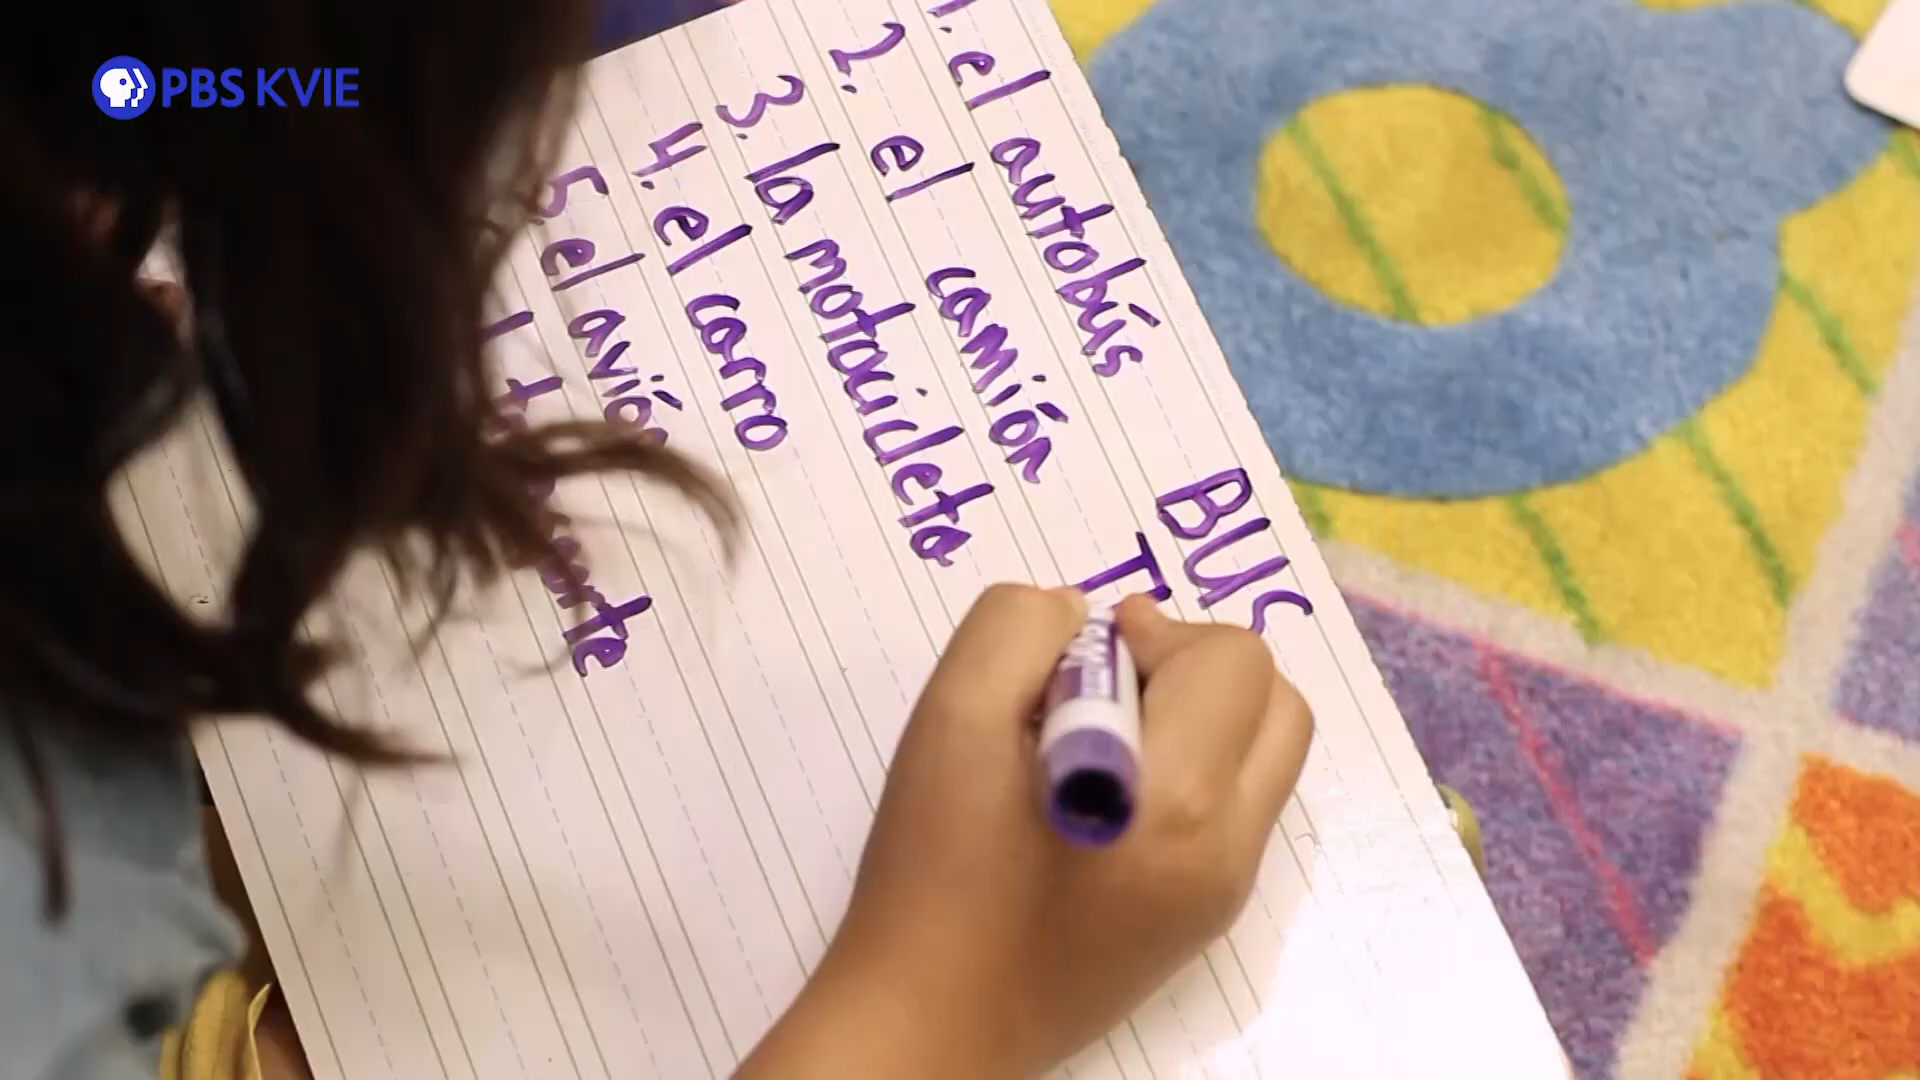 PBS KVIE
1. el autobús BUS
2. el camión T
3. la motocicleta
4. el carro
5. el avión